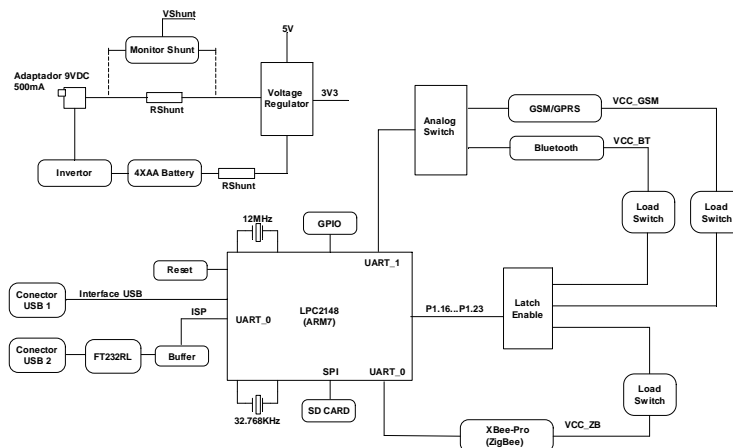 VShunt
Monitor Shunt
5V
Adaptador 9VDC
500mA
Voltage
Regulator
3V3
RShunt
Invertor
4XAA Battery
RShunt
Analog
Switch
GSM/GPRS
VCC_GSM
Bluetooth
VCC_BT
Load
Switch
Load
Switch
12MHz
GPIO
UART_1
Reset
Conector
USB 1
Interface USB
LPC2148
(ARM7)
P1.16...P1.23
Latch
Enable
ISP
UART_0
Conector
USB 2
FT232RL
Buffer
SPI
UART_0
32.768KHz
SD CARD
XBee-Pro
(ZigBee)
VCC_ZB
Load
Switch